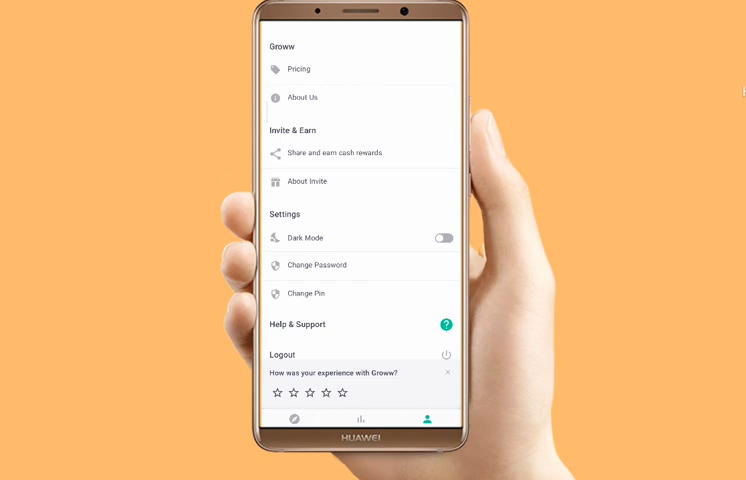 Groww
Pricing
About Us
Invite & Earn
Share and earn cash rewards
About Invite
Settings
Dark Mode
Change Password
Change Pin
Help & Support
?
Logout
How was your experience with Groww?
HUAWEI